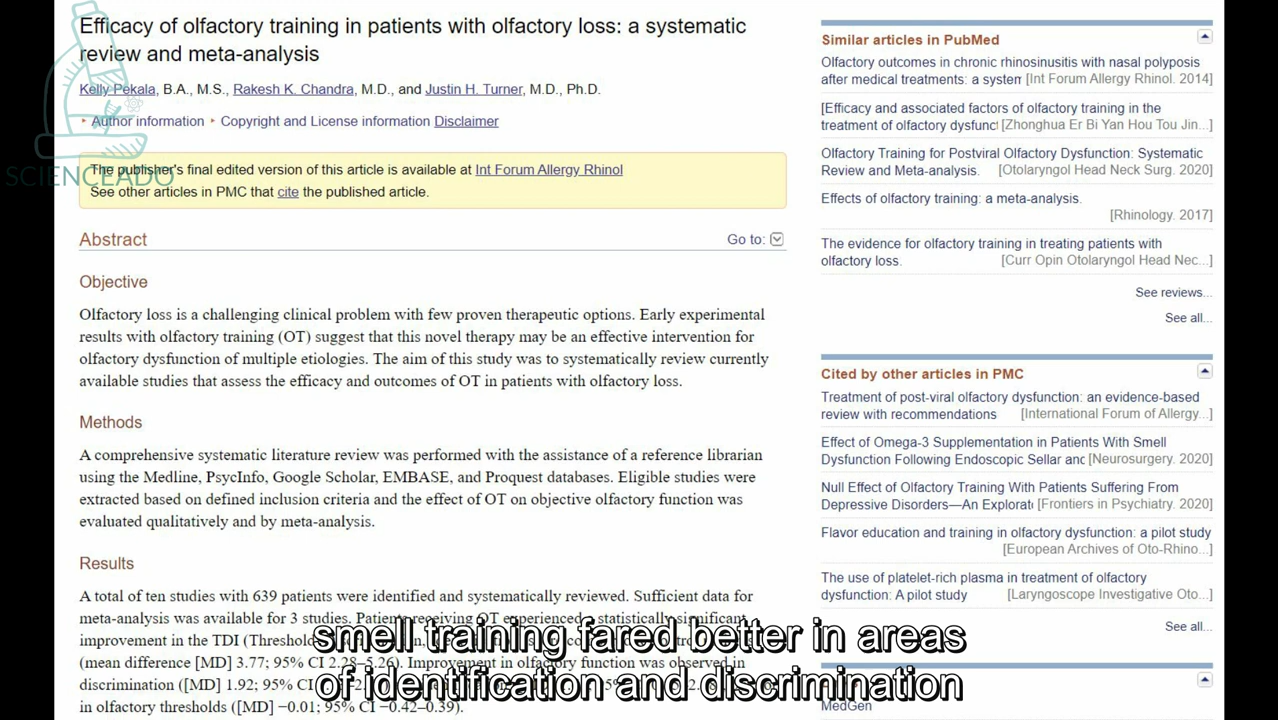 Efficacy of olfactory training in patients with olfactory loss: a systematic
review and meta-analysis
Kelly Pekala, B.A., M.S., Rakesh K. Chandra, M.D., and Justin H. Turner, M.D., Ph.D.
Author information Copyright and License information Disclaimer
The publisher's final edited version of this article is available at Int Forum Allergy Rhinol
See other articles in PMC that cite the published article.
SCIENCEADO
Abstract
Go to:
Objective
Olfactory loss is a challenging clinical problem with few proven therapeutic options. Early experimental
results with olfactory training (OT) suggest that this novel therapy may be an effective intervention for
olfactory dysfunction of multiple etiologies. The aim of this study was to systematically review currently
available studies that assess the efficacy and outcomes of OT in patients with olfactory loss.
Methods
A comprehensive systematic literature review was performed with the assistance of a reference librarian
using the Medline, PsycInfo, Google Scholar, EMBASE, and Proquest databases. Eligible studies were
extracted based on defined inclusion criteria and the effect of OT on objective olfactory function was
evaluated qualitatively and by meta-analysis.
Results
A total of ten studies with 639 patients were identified and systematically reviewed. Sufficient data for
meta-analysis was available for 3 studies. Patients receiving OT experienced a statistically significant
improvement in the TDI (Threshold
(mean difference [MD] 3.77; 95% CI 2.28–5.26). Improvement in olfactory function was observed in
discrimination ([MD] 1.92; 95% CI
in olfactory thresholds ([MD] −0.01; 95% CI −0.42–0.39).
smell training fared better in areas
of identification and discrimination
Similar articles in PubMed
Olfactory outcomes in chronic rhinosinusitis with nasal polyposis
after medical treatments: a system [Int Forum Allergy Rhinol. 2014]
[Efficacy and associated factors of olfactory training in the
treatment of olfactory dysfunc [Zhonghua Er Bi Yan Hou Tou Jin...]
Olfactory Training for Postviral Olfactory Dysfunction: Systematic
Review and Meta-analysis. [Otolaryngol Head Neck Surg. 2020]
Effects of olfactory training: a meta-analysis.
[Rhinology. 2017]
The evidence for olfactory training in treating patients with
olfactory loss. [Curr Opin Otolaryngol Head Nec...]
See reviews...
See all...
Cited by other articles in PMC
Treatment of post-viral olfactory dysfunction: an evidence-based
review with recommendations [International Forum of Allergy...]
Effect of Omega-3 Supplementation in Patients With Smell
Dysfunction Following Endoscopic Sellar and [Neurosurgery. 2020]
Null Effect of Olfactory Training With Patients Suffering From
Depressive Disorders—An Explorat [Frontiers in Psychiatry. 2020]
Flavor education and training in olfactory dysfunction: a pilot study
[European Archives of Oto-Rhino...]
The use of platelet-rich plasma in treatment of olfactory
dysfunction: A pilot study [Laryngoscope Investigative Oto...]
See all...
MedGen